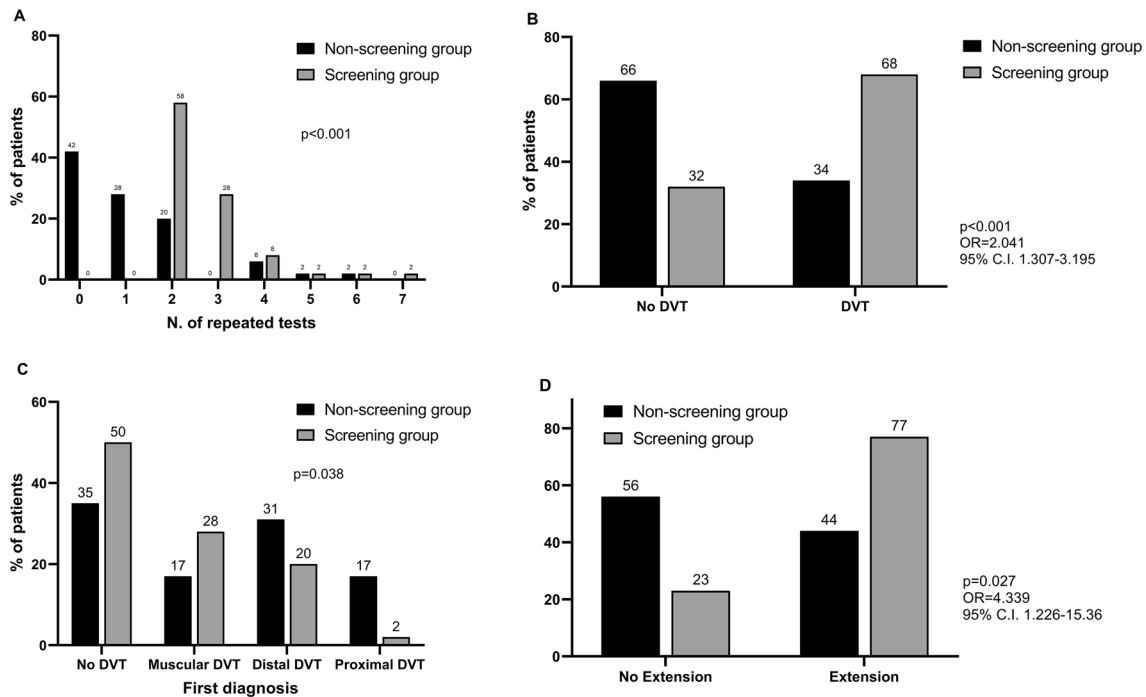 A
80
60
40
20
0
% of patients
Non-screening group
Screening group
p<0.001
42
0
28
0
20
58
0
28
6
8
2
2
2
2
0
2
0 1 2 3 4 5 6 7
N. of repeated tests
B
80
60
40
20
0
% of patients
Non-screening group
Screening group
66
32
34
68
p<0.001
OR=2.041
95% C.I. 1.307-3.195
No DVT DVT
C
60
40
20
0
% of patients
Non-screening group
Screening group
p=0.038
35
50
17
28
31
20
17
2
No DVT Muscular DVT Distal DVT Proximal DVT
First diagnosis
D
80
60
40
20
0
% of patients
Non-screening group
Screening group
56
23
44
77
p=0.027
OR=4.339
95% C.I. 1.226-15.36
No Extension Extension